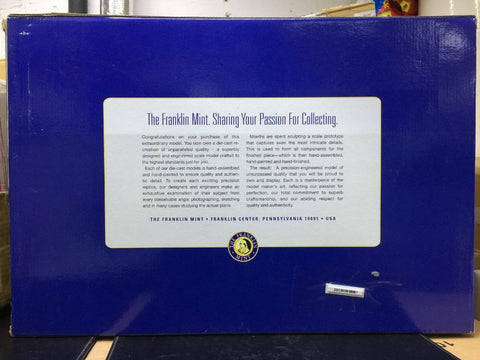 The Franklin Mint. Sharing Your Passion For Collecting.
Congratulations on your purchase of this
extraordinary model. You now own a die-cast re-
creation of unparalleled quality - a superbly
designed and engineered scale model crafted to
the highest standards just for you.
Each of our die-cast models is hand-assembled
and hand-painted to ensure quality and authen-
tic detail. To create each exciting precision
replica, our designers and engineers make an
exhaustive examination of their subject from
every conceivable angle: photographing, sketching
and in many cases studying the actual plans.
Months are spent sculpting a scale prototype
that captures even the most intricate details.
This is used to form all components for the
finished piece—which is then hand-assembled,
hand-painted and hand-finished.
The result: A precision-engineered model of
unsurpassed quality that you will be proud to
own and display. Each is a masterpiece of the
model maker's art, reflecting our passion for
perfection, our total commitment to superb
craftsmanship, and our abiding respect for
quality and authenticity.
THE FRANKLIN MINT • FRANKLIN CENTER, PENNSYLVANIA 19091 • USA
THE FRANKLIN
MINT